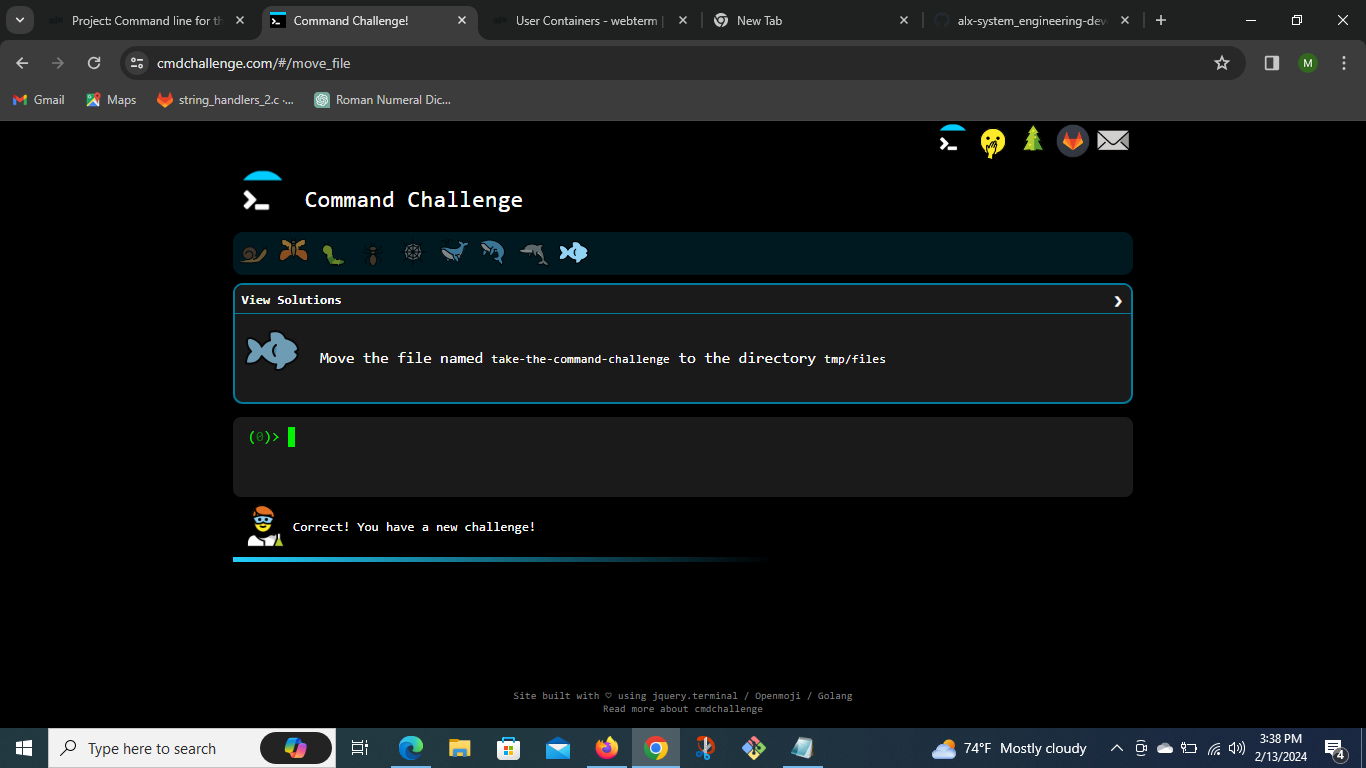 Project: Command line for th
Command Challenge!
User Containers - webterm |
New Tab
alx-system_engineering-dev
cmdchallenge.com/#/move_file
M
Gmail
Maps
string_handlers_2.c ·...
Roman Numeral Dic...
Command Challenge
View Solutions
Move the file named take-the-command-challenge to the directory tmp/files
(0)>
Correct! You have a new challenge!
Site built with ♡ using jquery.terminal / Openmoji / Golang
Read more about cmdchallenge
Type here to search
74°F Mostly cloudy
3:38 PM
2/13/2024
4